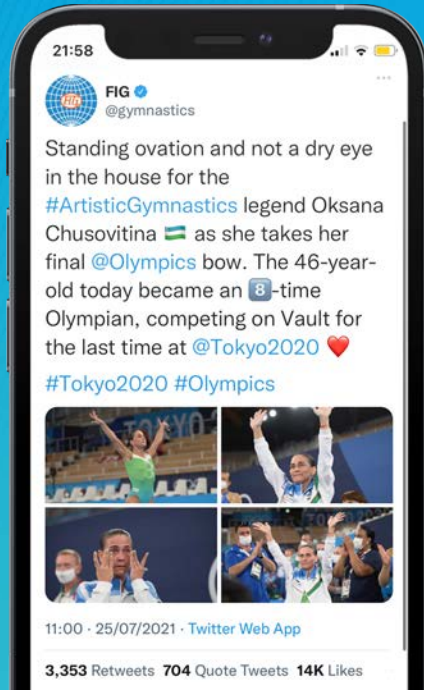 21:58
FIG
@gymnastics
Standing ovation and not a dry eye
in the house for the
#ArtisticGymnastics legend Oksana
Chusovitina 🇺🇿 as she takes her
final @Olympics bow. The 46-year-
old today became an 8️⃣-time
Olympian, competing on Vault for
the last time at @Tokyo2020 ❤️
#Tokyo2020 #Olympics
TOKYO
11:00 · 25/07/2021 · Twitter Web App
3,353 Retweets 704 Quote Tweets 14K Likes